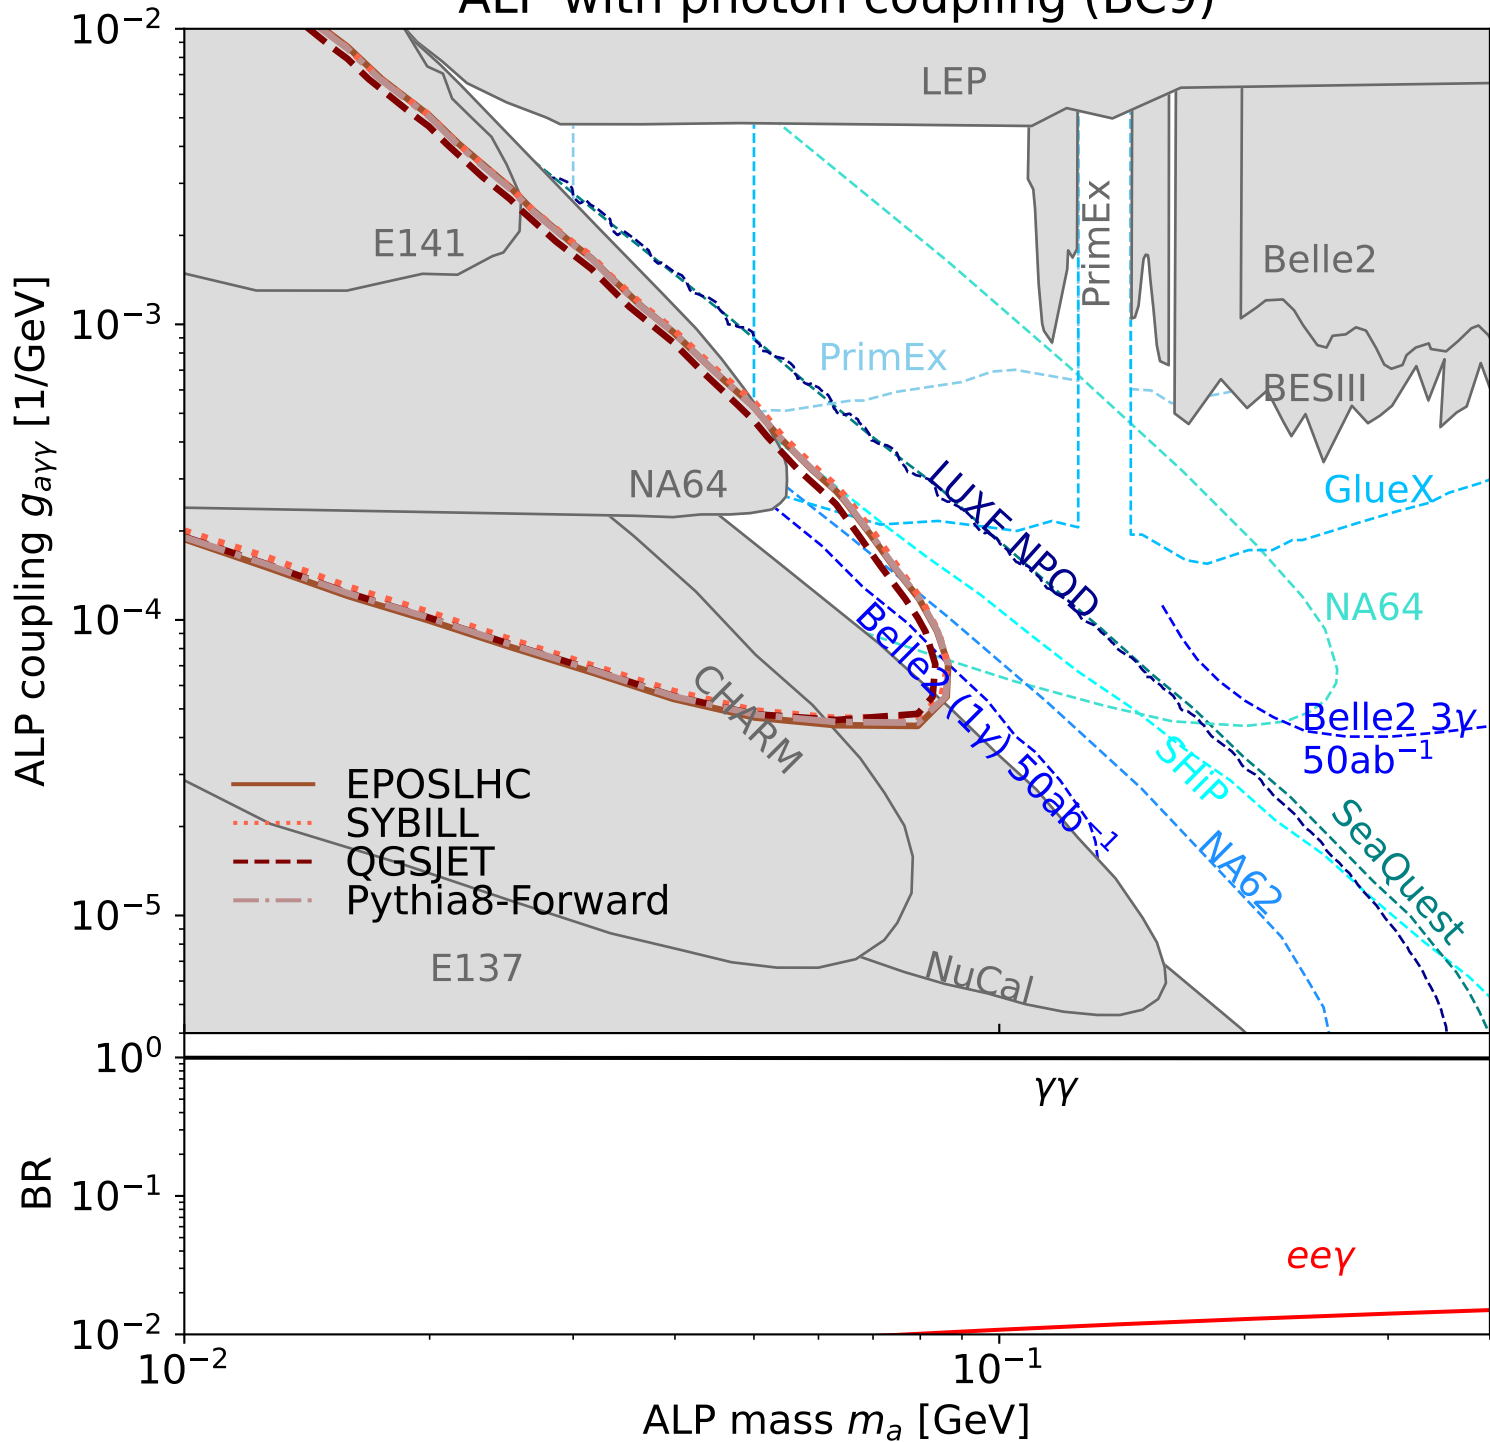 ALP with photon coupling (BC9)
10⁻²
LEP
E141
PrimEx
Belle2
10⁻³
PrimEx
BESIII
NA64
LUXE NPOD
GlueX
10⁻⁴
NA64
Belle2 (1γ) 50ab⁻¹
CHARM
Belle2 3γ
50ab⁻¹
SHiP
EPOSLHC
SYBILL
QGSJET
Pythia8-Forward
SeaQuest
NA62
10⁻⁵
E137
NuCal
ALP coupling gₐᵧᵧ [1/GeV]
10⁰
γγ
10⁻¹
eeγ
10⁻²
BR
10⁻²
10⁻¹
ALP mass mₐ [GeV]